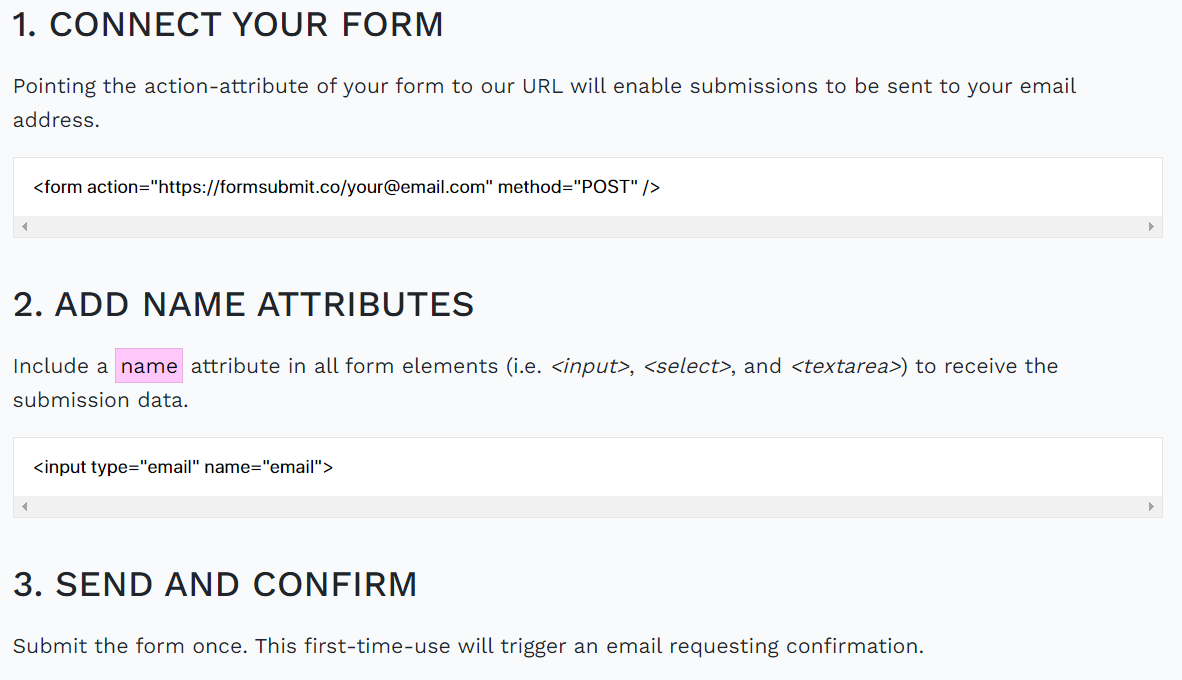 1. CONNECT YOUR FORM
Pointing the action-attribute of your form to our URL will enable submissions to be sent to your email
address.
<form action="https://formsubmit.co/your@email.com" method="POST" />
2. ADD NAME ATTRIBUTES
Include a name attribute in all form elements (i.e. <input>, <select>, and <textarea>) to receive the
submission data.
<input type="email" name="email">
3. SEND AND CONFIRM
Submit the form once. This first-time-use will trigger an email requesting confirmation.